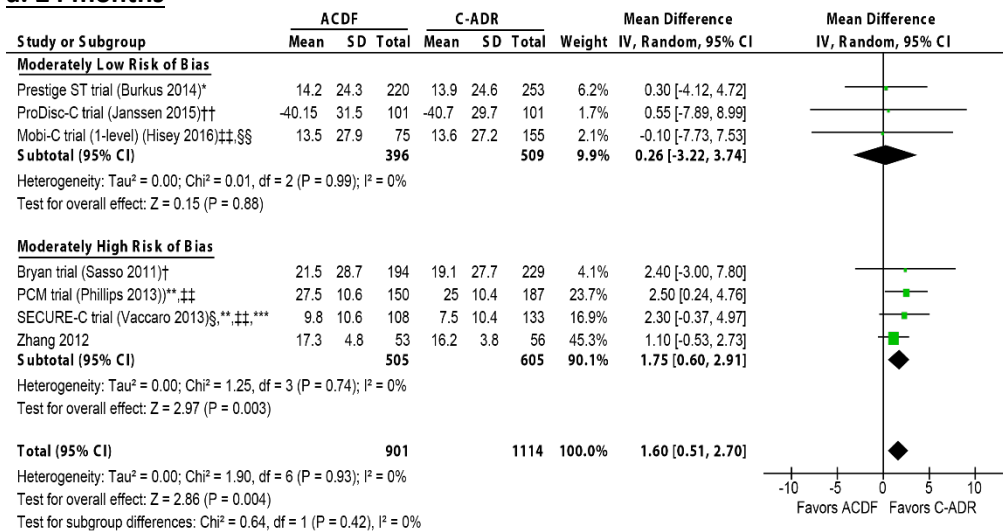 a. 24 months
ACDF C-ADR Mean Difference Mean Difference
Study or Subgroup Mean SD Total Mean SD Total Weight IV, Random, 95% CI IV, Random, 95% CI
Moderately Low Risk of Bias
Prestige ST trial (Burkus 2014)* 14.2 24.3 220 13.9 24.6 253 6.2% 0.30 [-4.12, 4.72]
ProDisc-C trial (Janssen 2015)†† -40.15 31.5 101 -40.7 29.7 101 1.7% 0.55 [-7.89, 8.99]
Mobi-C trial (1-level) (Hisey 2016)‡‡,§§ 13.5 27.9 75 13.6 27.2 155 2.1% -0.10 [-7.73, 7.53]
Subtotal (95% CI) 396 509 9.9% 0.26 [-3.22, 3.74]
Heterogeneity: Tau² = 0.00; Chi² = 0.01, df = 2 (P = 0.99); I² = 0%
Test for overall effect: Z = 0.15 (P = 0.88)
Moderately High Risk of Bias
Bryan trial (Sasso 2011)† 21.5 28.7 194 19.1 27.7 229 4.1% 2.40 [-3.00, 7.80]
PCM trial (Phillips 2013))**,‡‡ 27.5 10.6 150 25 10.4 187 23.7% 2.50 [0.24, 4.76]
SECURE-C trial (Vaccaro 2013)§,**,‡‡,*** 9.8 10.6 108 7.5 10.4 133 16.9% 2.30 [-0.37, 4.97]
Zhang 2012 17.3 4.8 53 16.2 3.8 56 45.3% 1.10 [-0.53, 2.73]
Subtotal (95% CI) 505 605 90.1% 1.75 [0.60, 2.91]
Heterogeneity: Tau² = 0.00; Chi² = 1.25, df = 3 (P = 0.74); I² = 0%
Test for overall effect: Z = 2.97 (P = 0.003)
Total (95% CI) 901 1114 100.0% 1.60 [0.51, 2.70]
Heterogeneity: Tau² = 0.00; Chi² = 1.90, df = 6 (P = 0.93); I² = 0%
-10 -5 0 5 10
Test for overall effect: Z = 2.86 (P = 0.004)
Favors ACDF Favors C-ADR
Test for subgroup differences: Chi² = 0.64, df = 1 (P = 0.42), I² = 0%